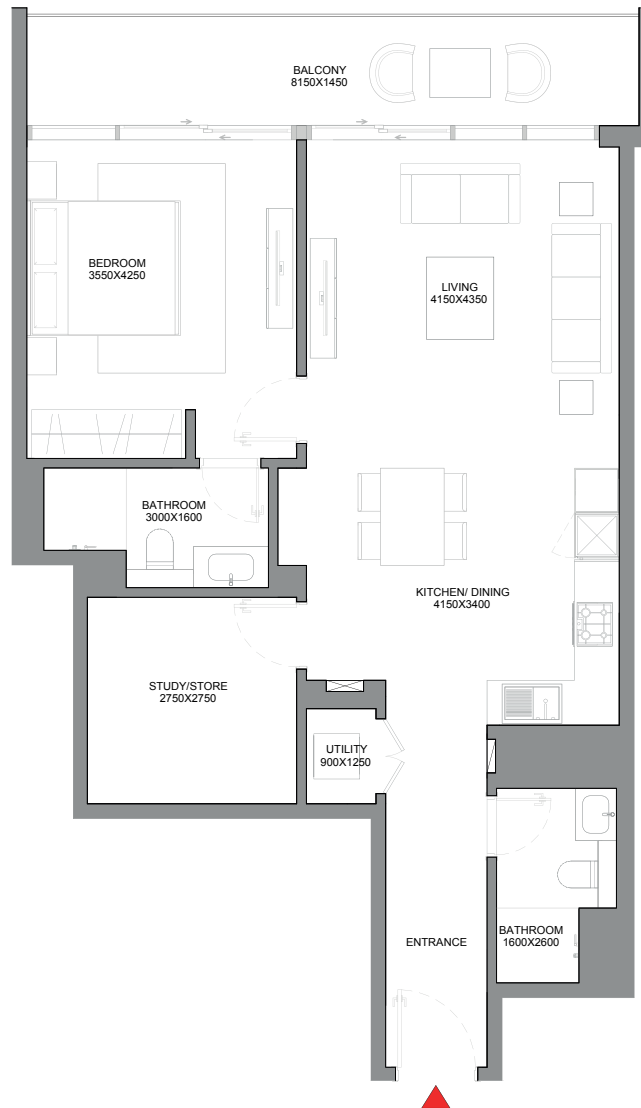 BALCONY
8150X1450
BEDROOM
3550X4250
LIVING
4150X4350
BATHROOM
3000X1600
KITCHEN/ DINING
4150X3400
STUDY/STORE
2750X2750
UTILITY
900X1250
ENTRANCE
BATHROOM
1600X2600